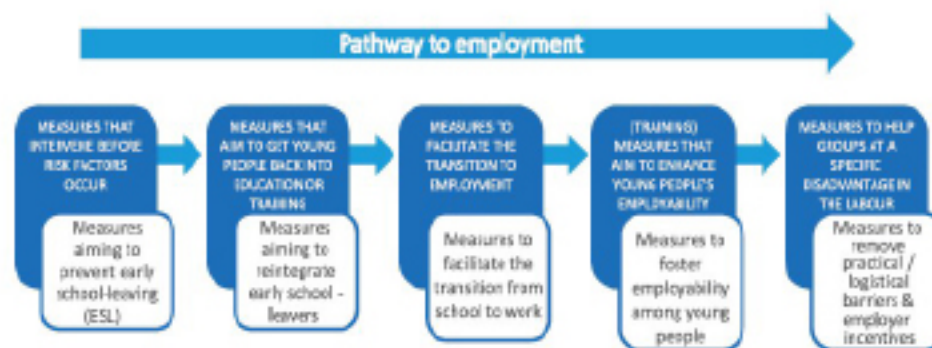 Pathway to employment
MEASURES THAT
INTERVENE BEFORE
RISK FACTORS
OCCUR
Measures
aiming to
prevent early
school-leaving
(ESL)
MEASURES THAT
AIM TO GET YOUNG
PEOPLE BACK INTO
EDUCATION OR
TRAINING
Measures
aiming to
reintegrate
early school -
leavers
MEASURES TO
FACILITATE THE
TRANSITION TO
EMPLOYMENT
Measures to
facilitate the
transition from
school to work
(TRAINING)
MEASURES THAT
AIM TO ENHANCE
YOUNG PEOPLE'S
EMPLOYABILITY
Measures to
foster
employability
among young
people
MEASURES TO HELP
GROUPS AT A
SPECIFIC
DISADVANTAGE IN
THE LABOUR
Measures to
remove
practical /
logistical
barriers &
employer
incentives